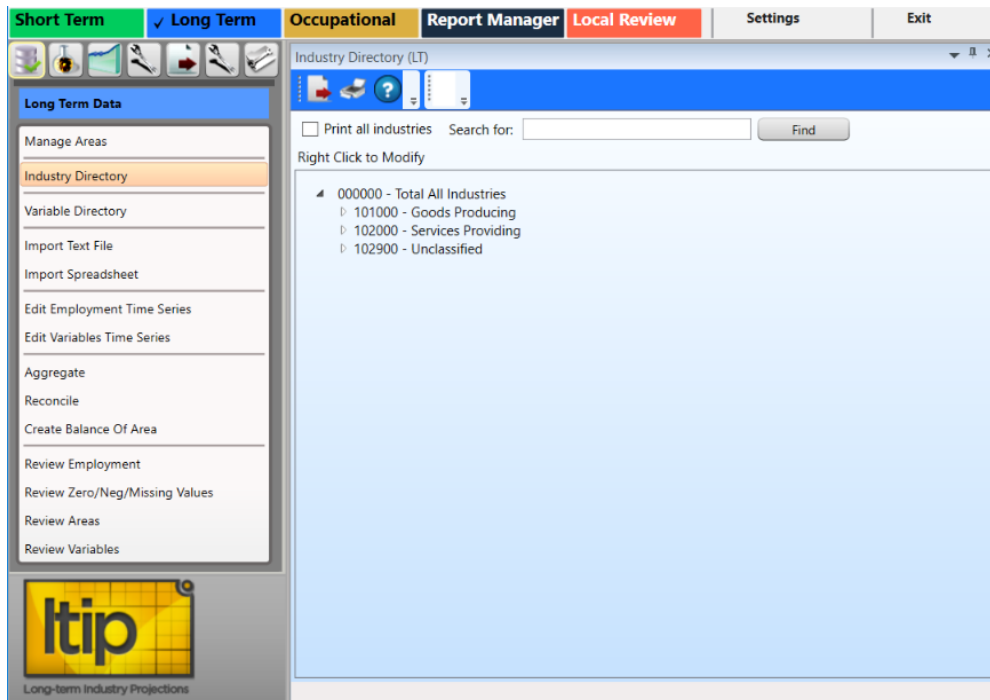 Short Term ✓ Long Term Occupational Report Manager Local Review Settings Exit
Industry Directory (LT)
Long Term Data
Manage Areas
Industry Directory
Variable Directory
Import Text File
Import Spreadsheet
Edit Employment Time Series
Edit Variables Time Series
Aggregate
Reconcile
Create Balance Of Area
Review Employment
Review Zero/Neg/Missing Values
Review Areas
Review Variables
ltip
Long-term Industry Projections
Print all industries Search for: Find
Right Click to Modify
000000 - Total All Industries
101000 - Goods Producing
102000 - Services Providing
102900 - Unclassified